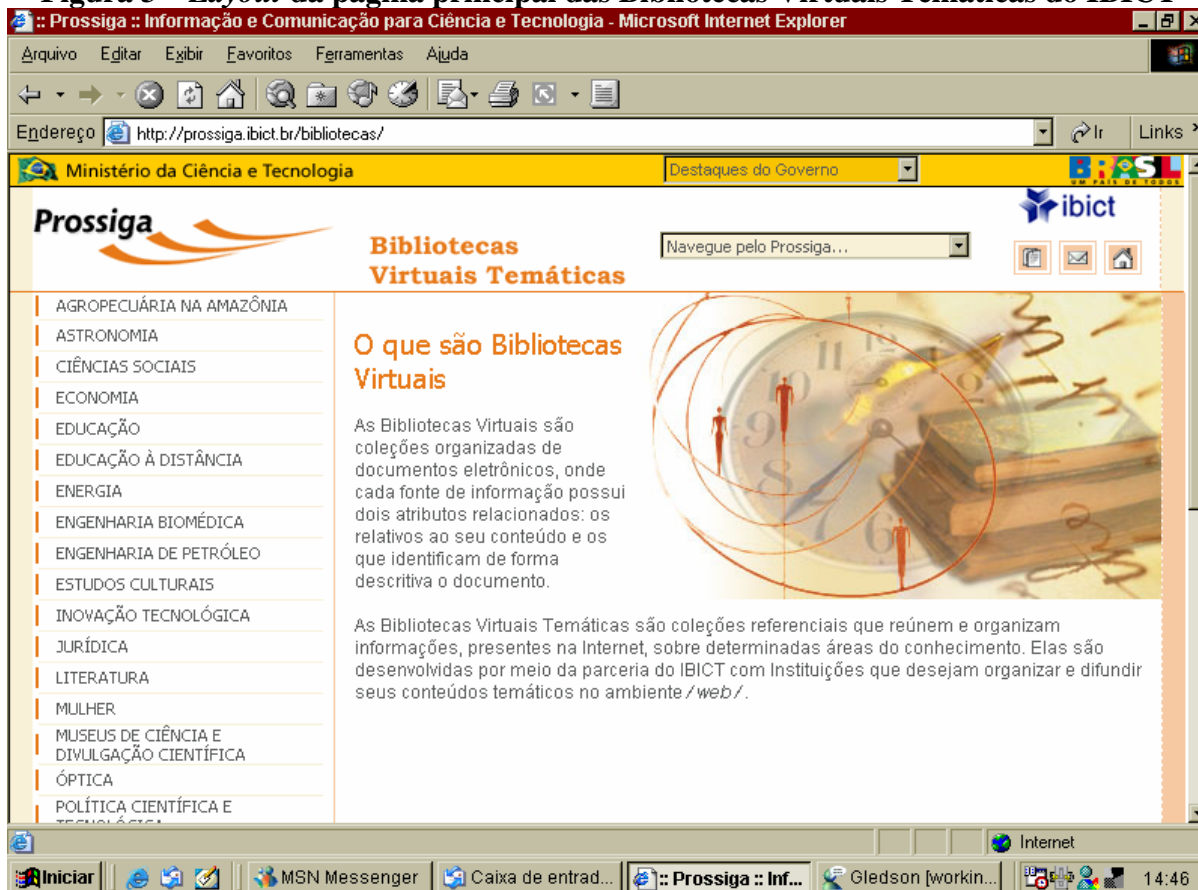 Figura 3 – Layout da página principal das Bibliotecas Virtuais Temáticas do IBICT
:: Prossiga :: Informação e Comunicação para Ciência e Tecnologia - Microsoft Internet Explorer
Arquivo Editar Exibir Favoritos Ferramentas Ajuda
Endereço http://prossiga.ibict.br/bibliotecas/ Ir Links
Ministério da Ciência e Tecnologia Destaques do Governo BRASIL
UM PAÍS DE TODOS
Prossiga
ibict
Bibliotecas
Virtuais Temáticas
Navegue pelo Prossiga...
AGROPECUÁRIA NA AMAZÔNIA
ASTRONOMIA
CIÊNCIAS SOCIAIS
ECONOMIA
EDUCAÇÃO
EDUCAÇÃO À DISTÂNCIA
ENERGIA
ENGENHARIA BIOMÉDICA
ENGENHARIA DE PETRÓLEO
ESTUDOS CULTURAIS
INOVAÇÃO TECNOLÓGICA
JURÍDICA
LITERATURA
MULHER
MUSEUS DE CIÊNCIA E
DIVULGAÇÃO CIENTÍFICA
ÓPTICA
POLÍTICA CIENTÍFICA E
O que são Bibliotecas
Virtuais
As Bibliotecas Virtuais são
coleções organizadas de
documentos eletrônicos, onde
cada fonte de informação possui
dois atributos relacionados: os
relativos ao seu conteúdo e os
que identificam de forma
descritiva o documento.
11 12
10
9
8
7 6
As Bibliotecas Virtuais Temáticas são coleções referenciais que reúnem e organizam
informações, presentes na Internet, sobre determinadas áreas do conhecimento. Elas são
desenvolvidas por meio da parceria do IBICT com Instituições que desejam organizar e difundir
seus conteúdos temáticos no ambiente /web/.
Internet
Iniciar MSN Messenger Caixa de entrad... :: Prossiga :: Inf... Gledson [workin... 14:46